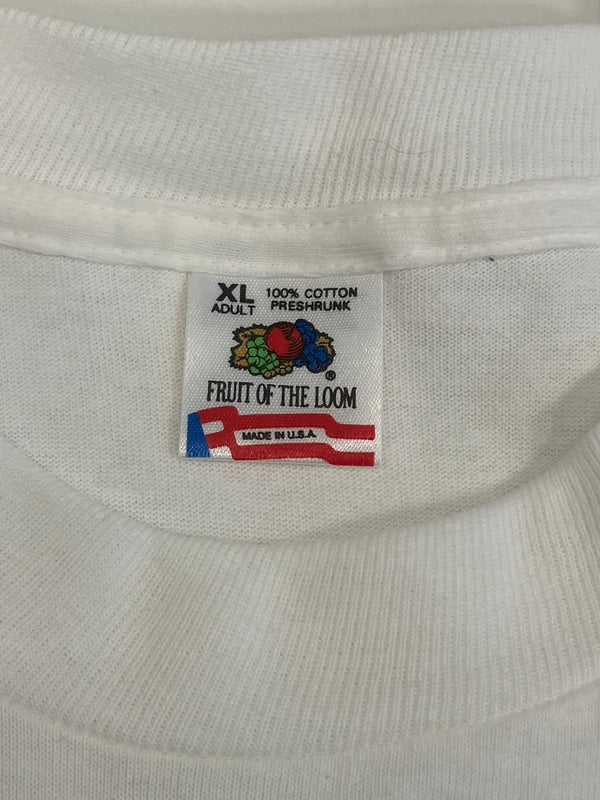 XL 100% COTTON
ADULT PRESHRUNK
®
FRUIT OF THE LOOM
MADE IN U.S.A.